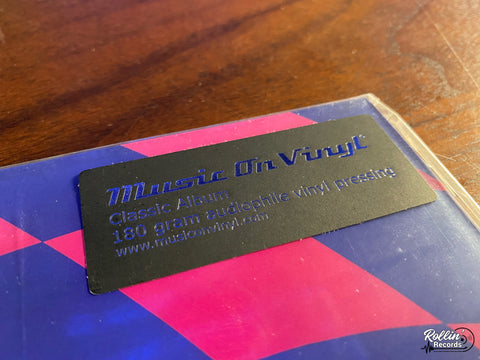 Music On Vinyl
Classic Album
180 gram audiophile vinyl pressing
www.musiconvinyl.com
Rollin
Records